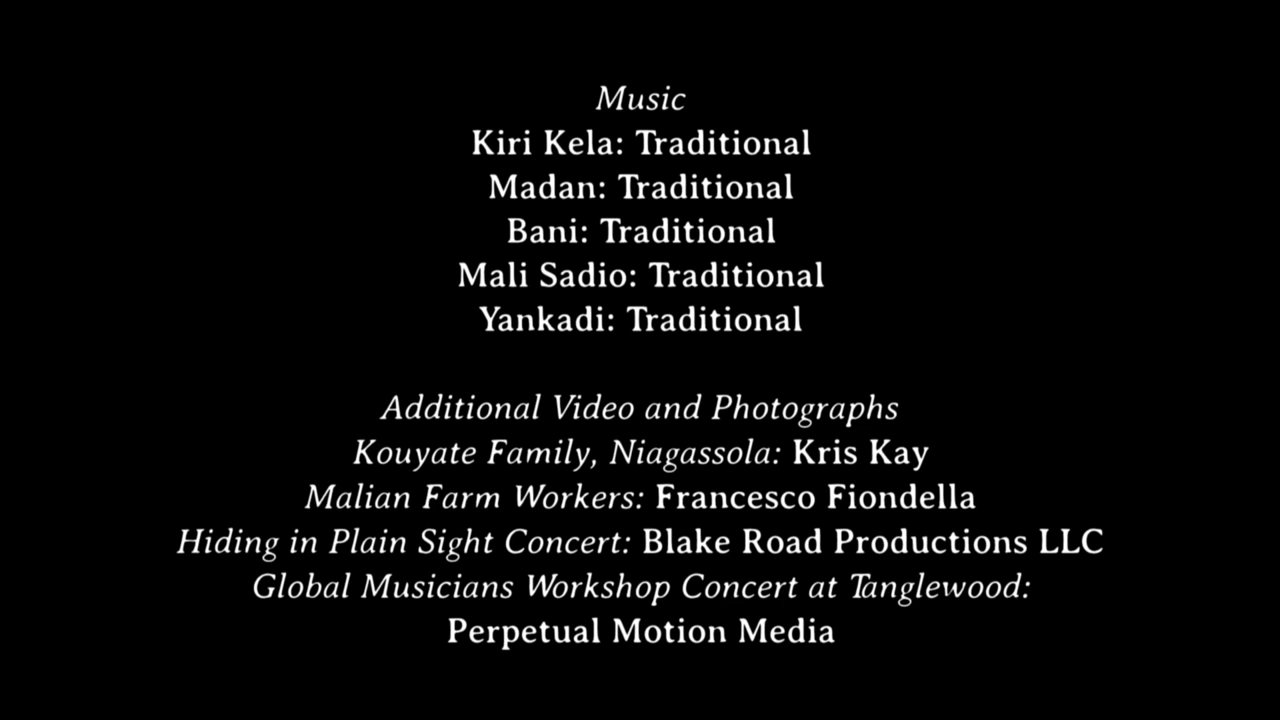 Music
Kiri Kela: Traditional
Madan: Traditional
Bani: Traditional
Mali Sadio: Traditional
Yankadi: Traditional
Additional Video and Photographs
Kouyate Family, Niagassola: Kris Kay
Malian Farm Workers: Francesco Fiondella
Hiding in Plain Sight Concert: Blake Road Productions LLC
Global Musicians Workshop Concert at Tanglewood:
Perpetual Motion Media